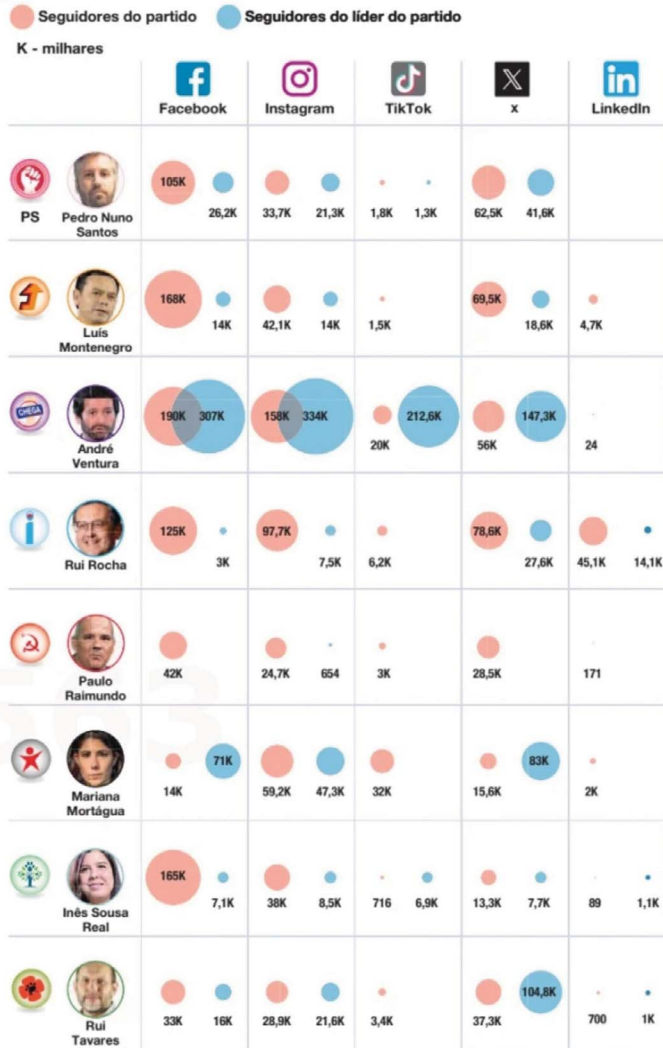 Seguidores do partido Seguidores do líder do partido
K - milhares
Facebook Instagram TikTok x LinkedIn
105K
26,2K 33,7K 21,3K 1,8K 1,3K 62,5K 41,6K
PS Pedro Nuno
Santos
168K 69,5K
14K 42,1K 14K 1,5K 18,6K 4,7K
Luís
Montenegro
CHEGA 190K 307K 158K 334K 212,6K 147,3K
20K 56K 24
André
Ventura
125K 97,7K 78,6K
Rui Rocha 3K 7,5K 6,2K 27,6K 45,1K 14,1K
42K 24,7K 654 3K 28,5K 171
Paulo
Raimundo
71K 83K
14K 59,2K 47,3K 32K 15,6K 2K
Mariana
Mortágua
165K
7,1K 38K 8,5K 716 6,9K 13,3K 7,7K 89 1,1K
Inês Sousa
Real
104,8K
33K 16K 28,9K 21,6K 3,4K 37,3K 700 1K
Rui
Tavares